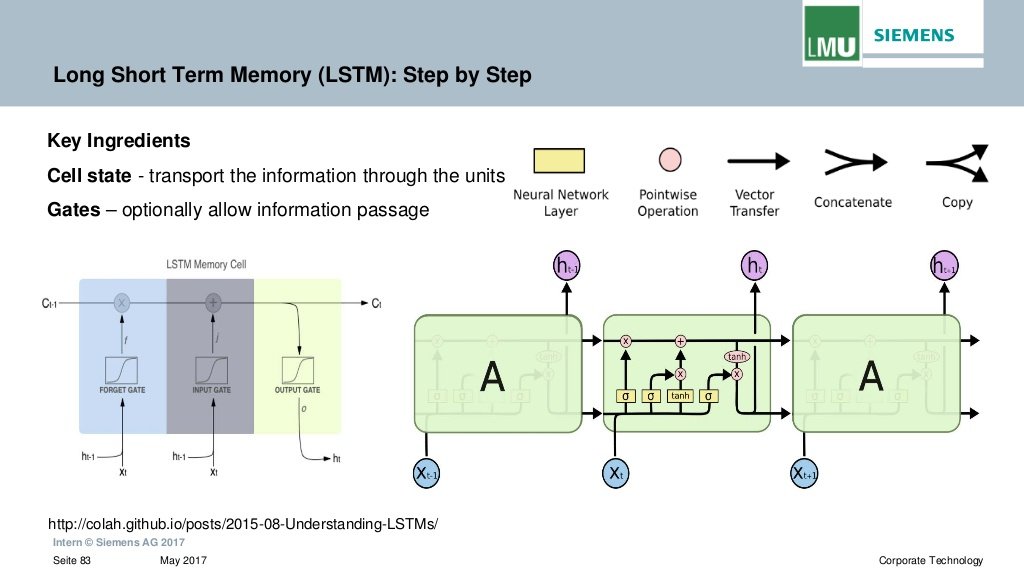 LMU
SIEMENS
Long Short Term Memory (LSTM): Step by Step
Key Ingredients
Cell state - transport the information through the units
Gates – optionally allow information passage
Neural Network
Layer
Pointwise
Operation
Vector
Transfer
Concatenate
Copy
LSTM Memory Cell
Ct-1
x
+
Ct
f
j
FORGET GATE
INPUT GATE
OUTPUT GATE
o
ht-1
xt
ht-1
xt
ht
ht-1
ht
ht+1
A
x
+
tanh
x
x
σ
σ
tanh
σ
A
xt-1
xt
xt+1
http://colah.github.io/posts/2015-08-Understanding-LSTMs/
Intern © Siemens AG 2017
Seite 83
May 2017
Corporate Technology